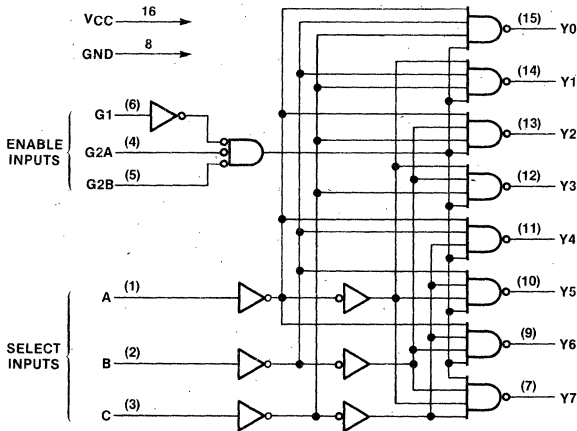 VCC 16
GND 8
(15) Y0
(14) Y1
(13) Y2
(12) Y3
(11) Y4
(10) Y5
(9) Y6
(7) Y7
ENABLE
INPUTS
G1 (6)
G2A (4)
G2B (5)
SELECT
INPUTS
A (1)
B (2)
C (3)